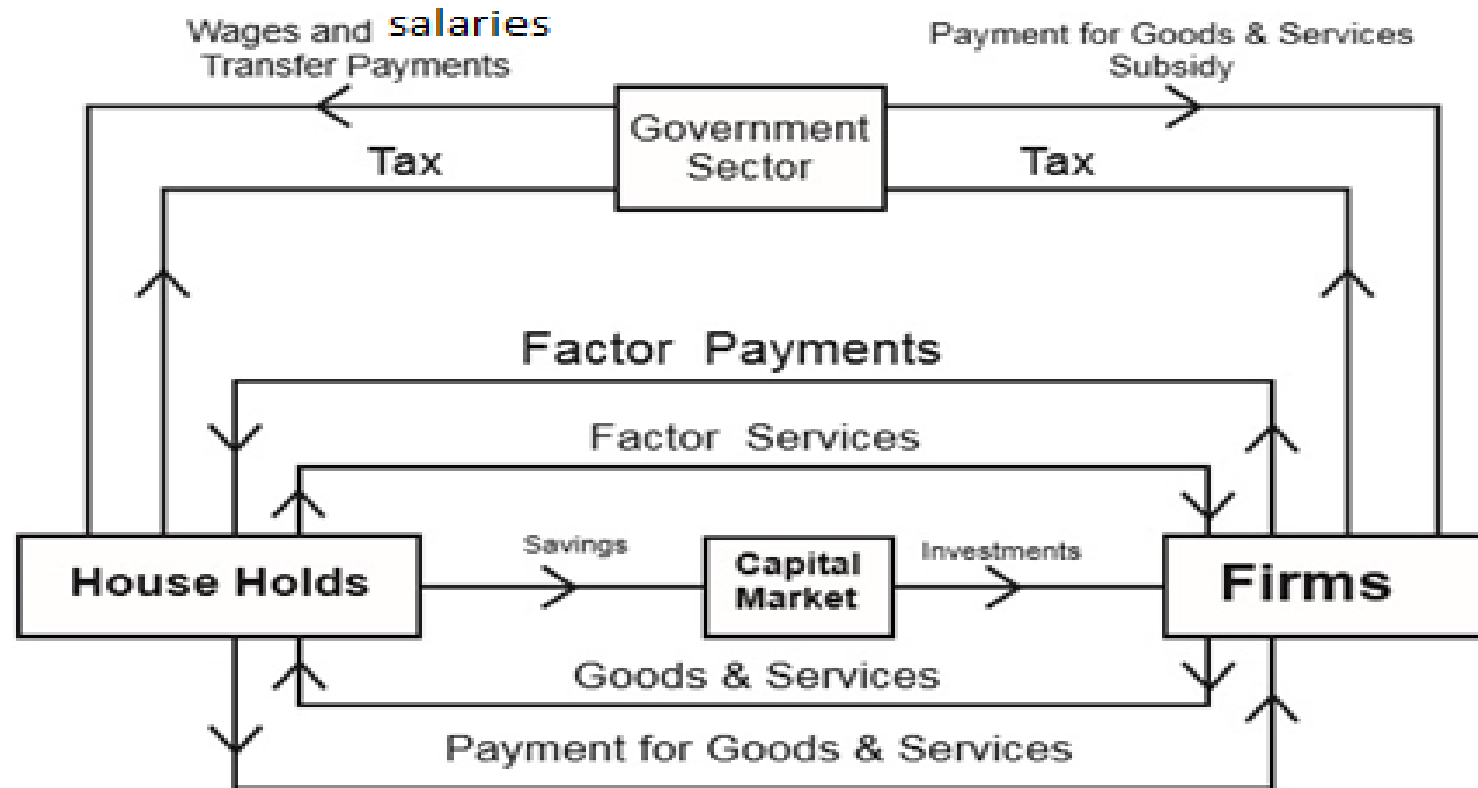 Wages and salaries
Transfer Payments
Payment for Goods & Services
Subsidy
Government
Sector
Tax
Tax
Factor Payments
Factor Services
House Holds
Savings
Capital
Market
Investments
Firms
Goods & Services
Payment for Goods & Services